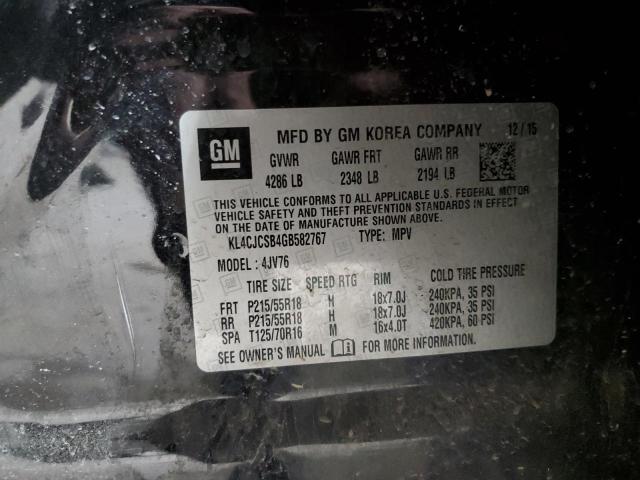 GM
MFD BY GM KOREA COMPANY 12/15
GVWR GAWR FRT GAWR RR
4286 LB 2348 LB 2194 LB
THIS VEHICLE CONFORMS TO ALL APPLICABLE U.S. FEDERAL MOTOR
VEHICLE SAFETY AND THEFT PREVENTION STANDARDS IN EFFECT
ON THE DATE OF MANUFACTURE SHOWN ABOVE.
KL4CJCSB4GB582767 TYPE: MPV
MODEL: 4JV76
TIRE SIZE SPEED RTG RIM COLD TIRE PRESSURE
FRT P215/55R18 H 18x7.0J 240KPA, 35 PSI
RR P215/55R18 H 18x7.0J 240KPA, 35 PSI
SPA T125/70R16 M 16x4.0T 420KPA, 60 PSI
SEE OWNER'S MANUAL FOR MORE INFORMATION.